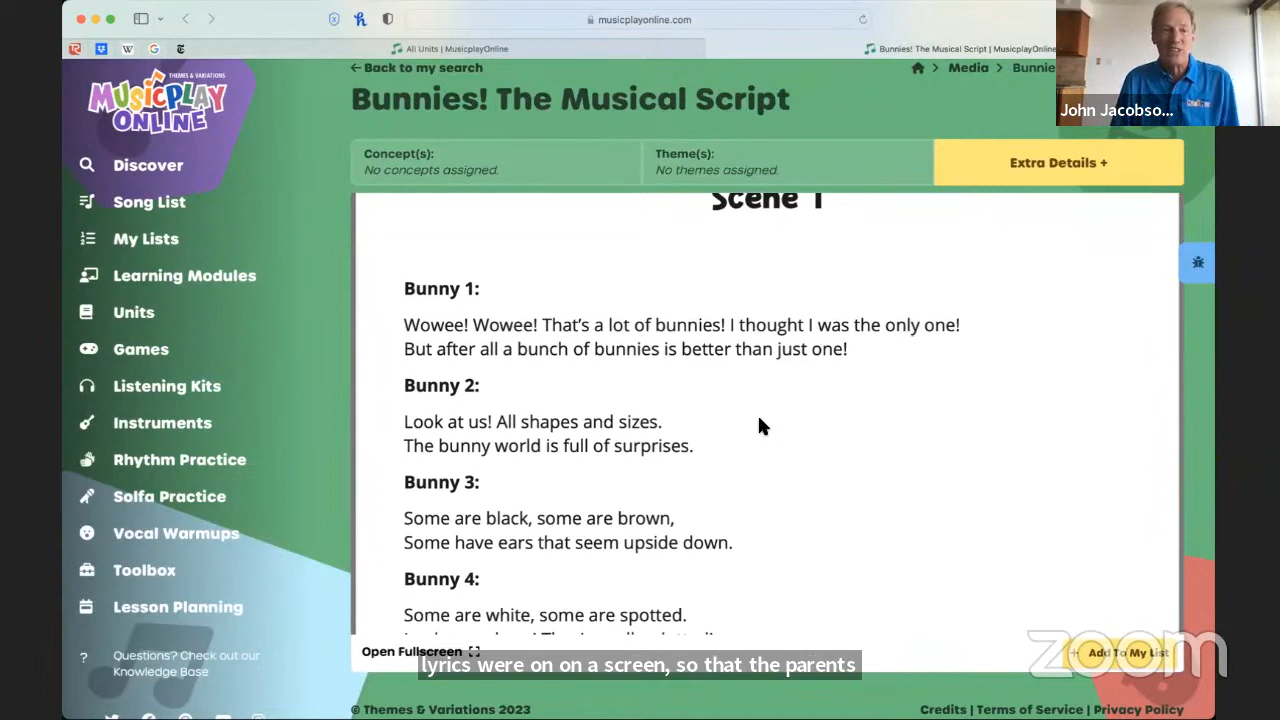 musicplayonline.com
All Units | MusicplayOnline
Bunnies! The Musical Script | MusicplayOnline
THEMES & VARIATIONS
MUSICPLAY
ONLINE
Discover
Song List
My Lists
Learning Modules
Units
Games
Listening Kits
Instruments
Rhythm Practice
Solfa Practice
Vocal Warmups
Toolbox
Lesson Planning
? Questions? Check out our
Knowledge Base
← Back to my search
> Media > Bunnie
Bunnies! The Musical Script
Concept(s):
No concepts assigned.
Theme(s):
No themes assigned.
Extra Details +
Scene 1
Bunny 1:
Wowee! Wowee! That's a lot of bunnies! I thought I was the only one!
But after all a bunch of bunnies is better than just one!
Bunny 2:
Look at us! All shapes and sizes.
The bunny world is full of surprises.
Bunny 3:
Some are black, some are brown,
Some have ears that seem upside down.
Bunny 4:
Some are white, some are spotted.
Open Fullscreen
+ Add To My List
lyrics were on on a screen, so that the parents
© Themes & Variations 2023
Credits | Terms of Service | Privacy Policy
John Jacobso...
zoom